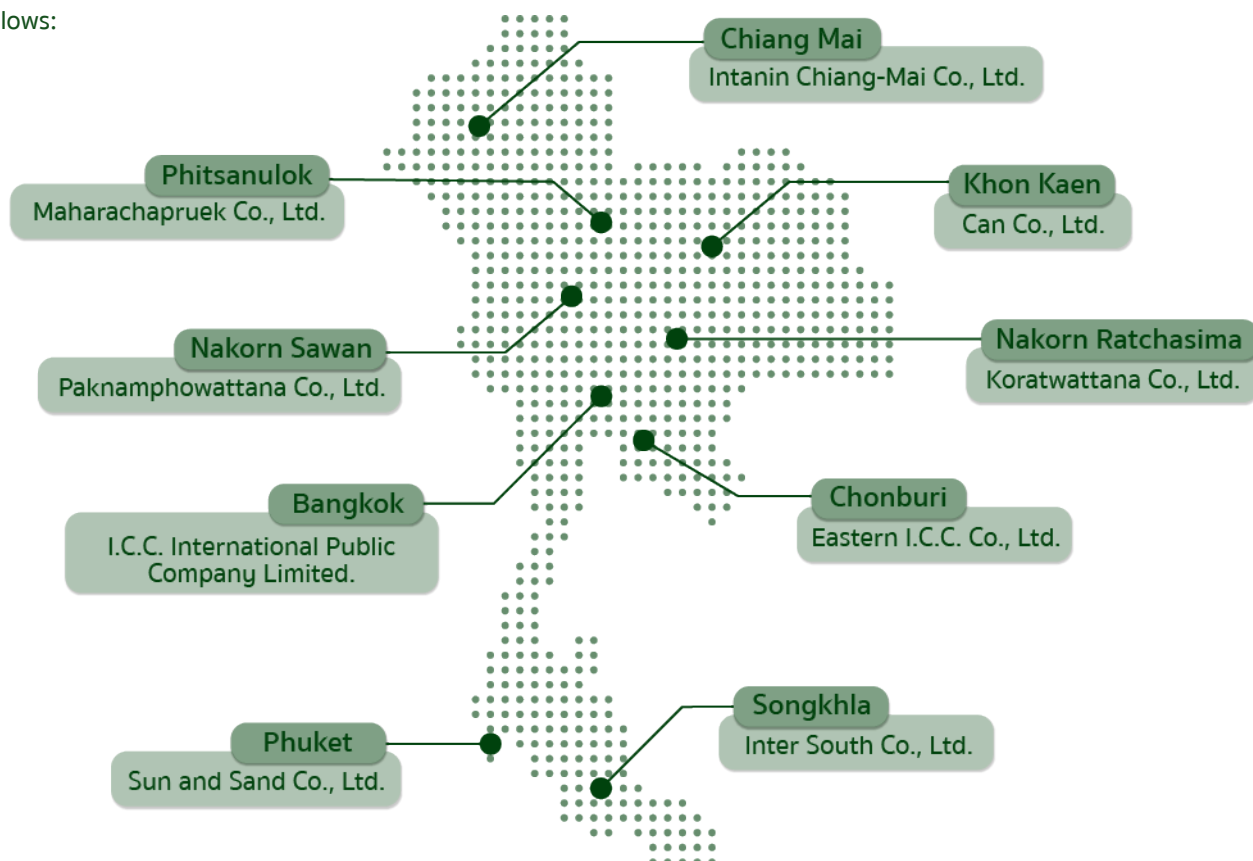 lows:
Chiang Mai
Intanin Chiang-Mai Co., Ltd.
Phitsanulok
Maharachapruek Co., Ltd.
Khon Kaen
Can Co., Ltd.
Nakorn Sawan
Paknamphowattana Co., Ltd.
Nakorn Ratchasima
Koratwattana Co., Ltd.
Bangkok
I.C.C. International Public
Company Limited.
Chonburi
Eastern I.C.C. Co., Ltd.
Songkhla
Inter South Co., Ltd.
Phuket
Sun and Sand Co., Ltd.